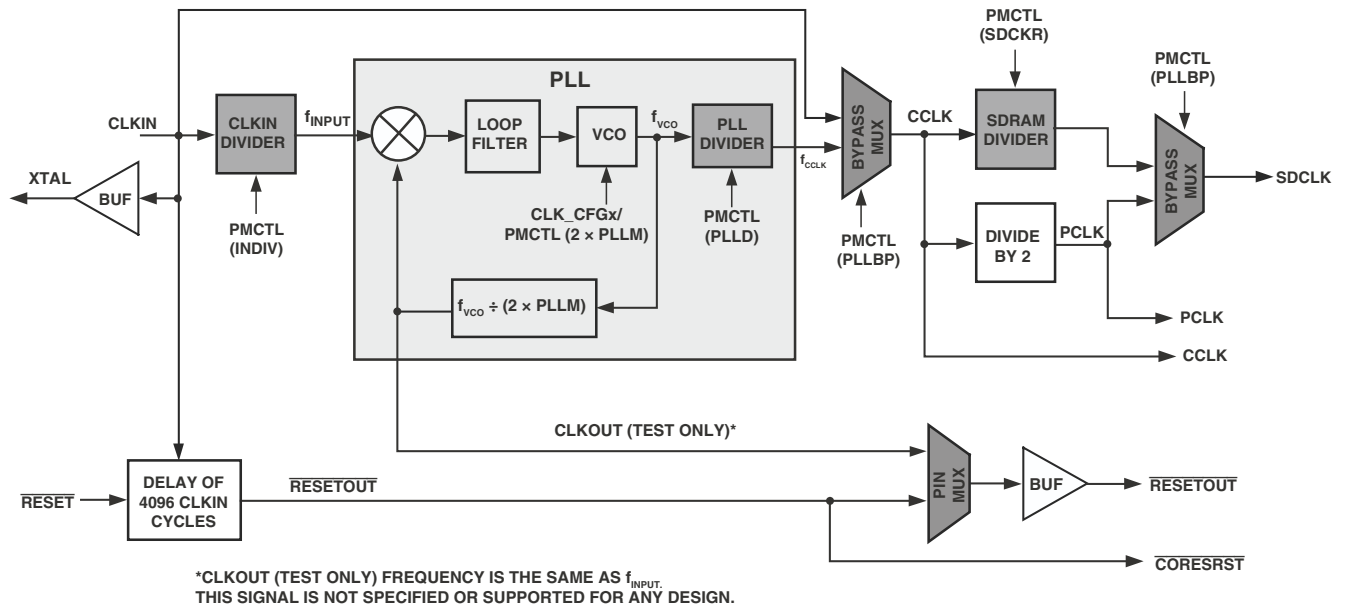 PMCTL
(SDCKR)
PMCTL
(PLLBP)
PLL
CLKIN
CLKIN
DIVIDER
fINPUT
LOOP
FILTER
VCO
fVCO
PLL
DIVIDER
fCCLK
BYPASS
MUX
CCLK
SDRAM
DIVIDER
BYPASS
MUX
SDCLK
XTAL
BUF
PMCTL
(INDIV)
CLK_CFGx/
PMCTL (2 × PLLM)
PMCTL
(PLLD)
PMCTL
(PLLBP)
DIVIDE
BY 2
PCLK
fVCO ÷ (2 × PLLM)
PCLK
CCLK
CLKOUT (TEST ONLY)*
RESET
DELAY OF
4096 CLKIN
CYCLES
RESETOUT
PIN
MUX
BUF
RESETOUT
CORESRST
*CLKOUT (TEST ONLY) FREQUENCY IS THE SAME AS fINPUT.
THIS SIGNAL IS NOT SPECIFIED OR SUPPORTED FOR ANY DESIGN.